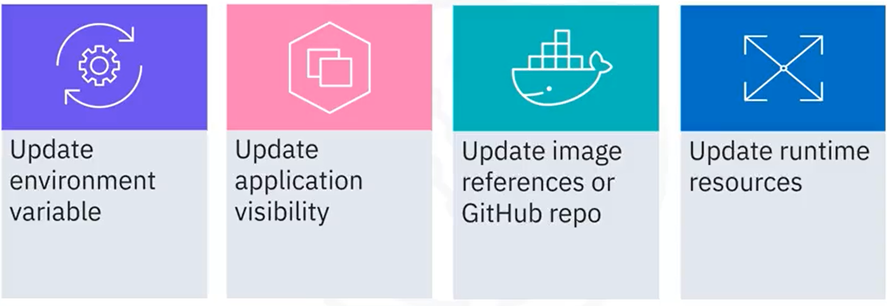 Update
environment
variable
Update
application
visibility
Update image
references or
GitHub repo
Update runtime
resources